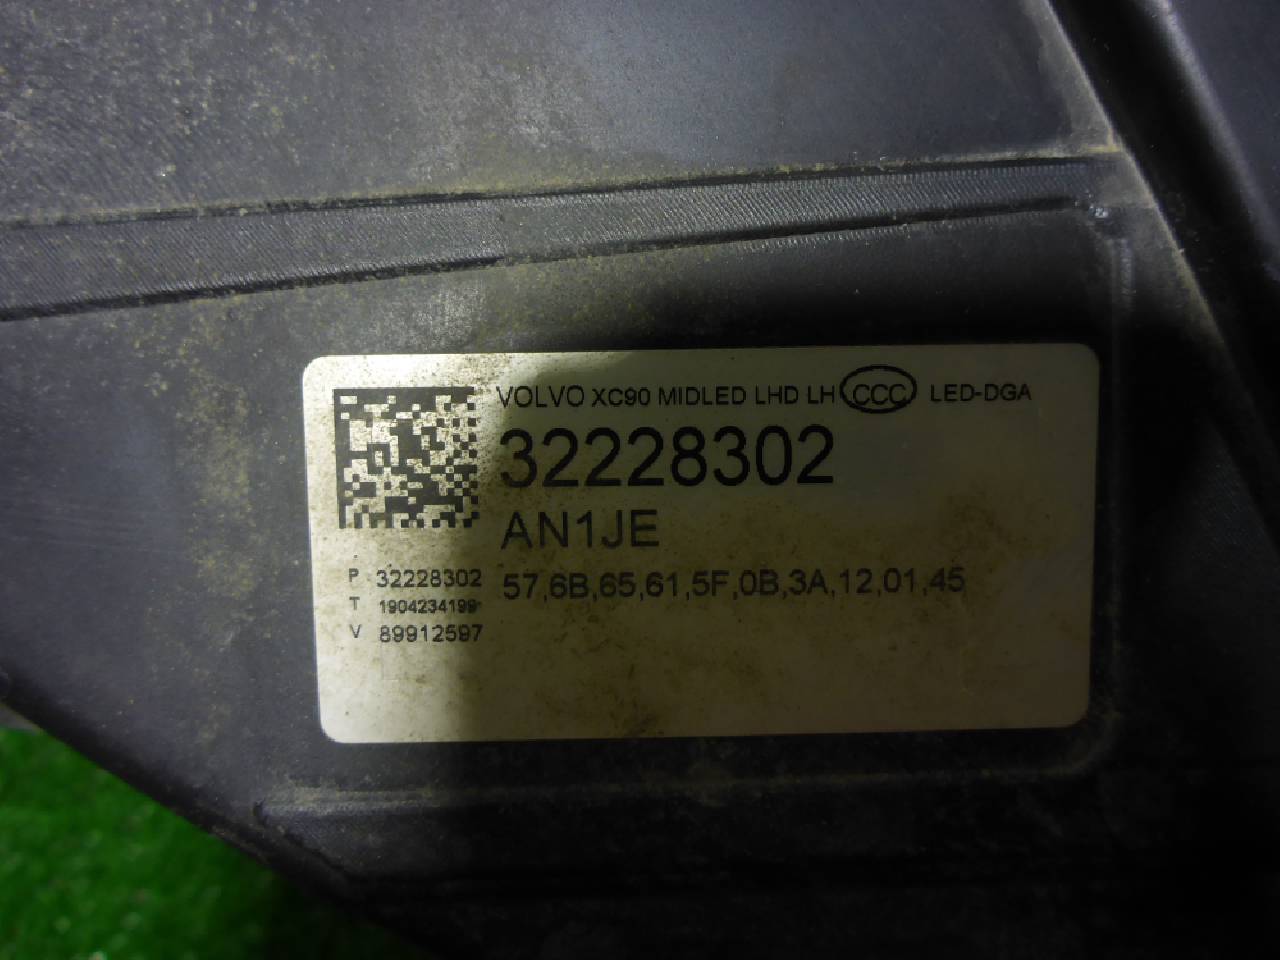 VOLVO XC90 MIDLED LHD LH CCC LED-DGA
32228302
AN1JE
57,6B,65,61,5F,0B,3A,12,01,45
P 32228302
T 1904234199
V 89912597